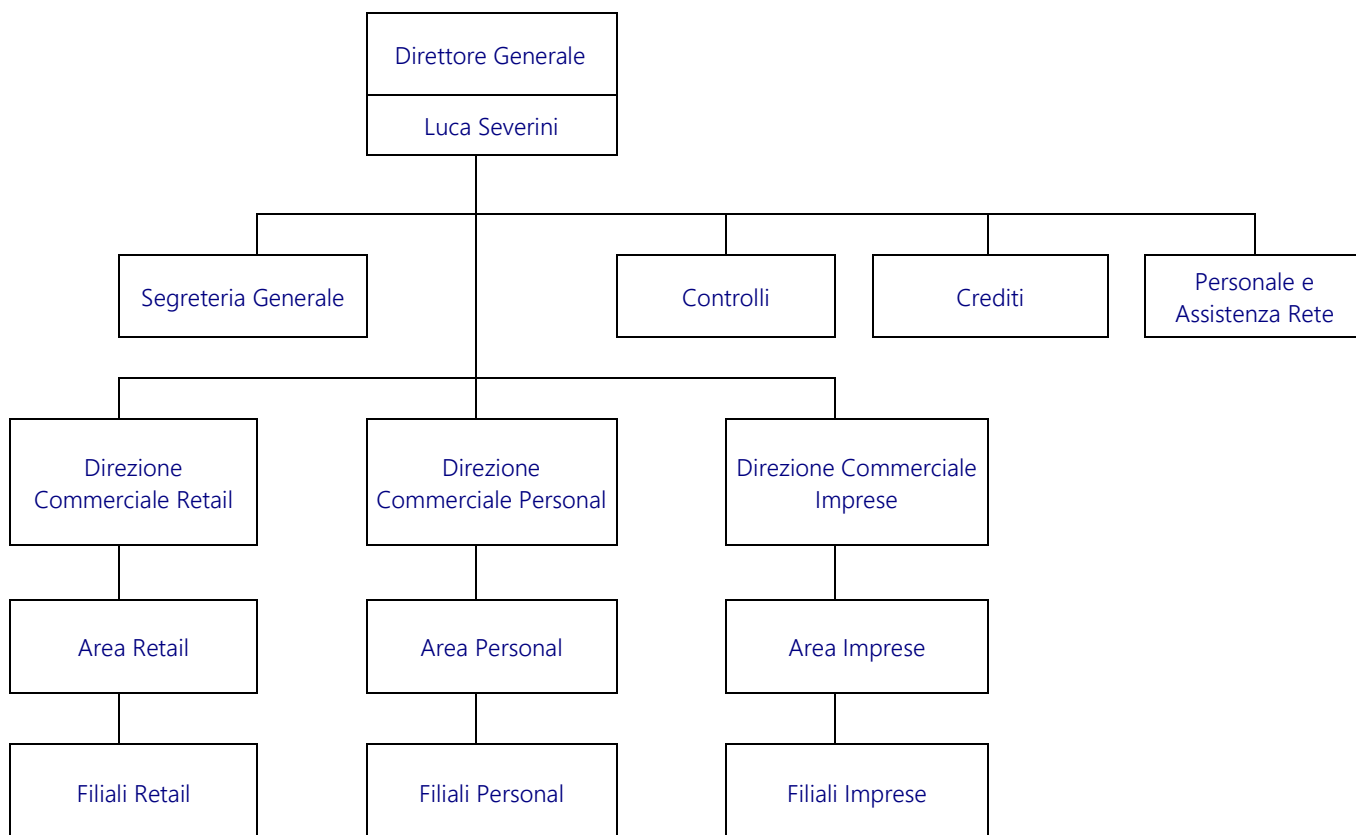 Direttore Generale
Luca Severini
Segreteria Generale
Controlli
Crediti
Personale e
Assistenza Rete
Direzione
Commerciale Retail
Direzione
Commerciale Personal
Direzione Commerciale
Imprese
Area Retail
Area Personal
Area Imprese
Filiali Retail
Filiali Personal
Filiali Imprese